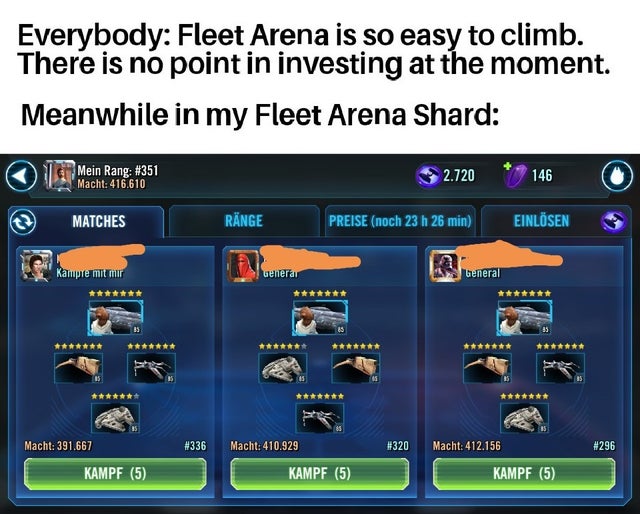 Everybody: Fleet Arena is so easy to climb.
There is no point in investing at the moment.
Meanwhile in my Fleet Arena Shard:
Mein Rang: #351
Macht: 416.610
2.720
146
MATCHES
RÄNGE
PREISE (noch 23 h 26 min)
EINLÖSEN
Kämpfe mit mir
General
General
85
85
85
85
85
85
85
85
85
85
85
85
Macht: 391.667
#336
Macht: 410.929
#320
Macht: 412.156
#296
KAMPF (5)
KAMPF (5)
KAMPF (5)